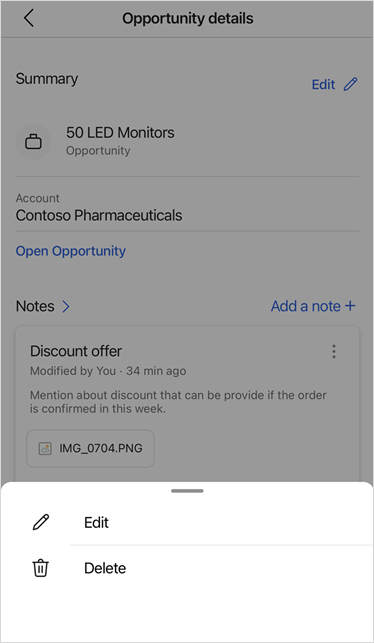 Opportunity details
Summary
Edit
50 LED Monitors
Opportunity
Account
Contoso Pharmaceuticals
Open Opportunity
Notes
Add a note +
Discount offer
Modified by You · 34 min ago
Mention about discount that can be provide if the order
is confirmed in this week.
IMG_0704.PNG
Edit
Delete